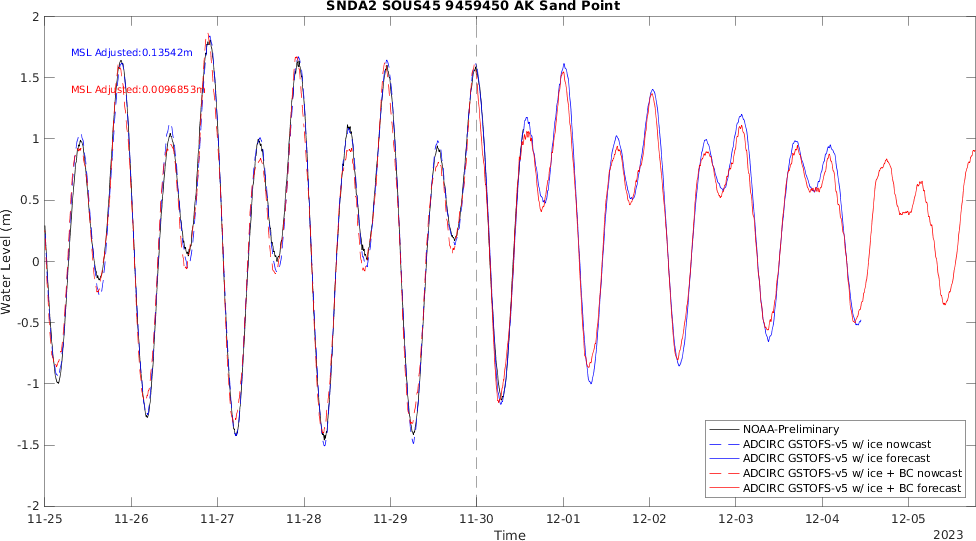 SNDA2 SOUS45 9459450 AK Sand Point
MSL Adjusted:0.13542m
MSL Adjusted:0.0096853m
Water Level (m)
2
1.5
1
0.5
0
-0.5
-1
-1.5
-2
NOAA-Preliminary
ADCIRC GSTOFS-v5 w/ ice nowcast
ADCIRC GSTOFS-v5 w/ ice forecast
ADCIRC GSTOFS-v5 w/ ice + BC nowcast
ADCIRC GSTOFS-v5 w/ ice + BC forecast
11-25 11-26 11-27 11-28 11-29 11-30 12-01 12-02 12-03 12-04 12-05
Time
2023